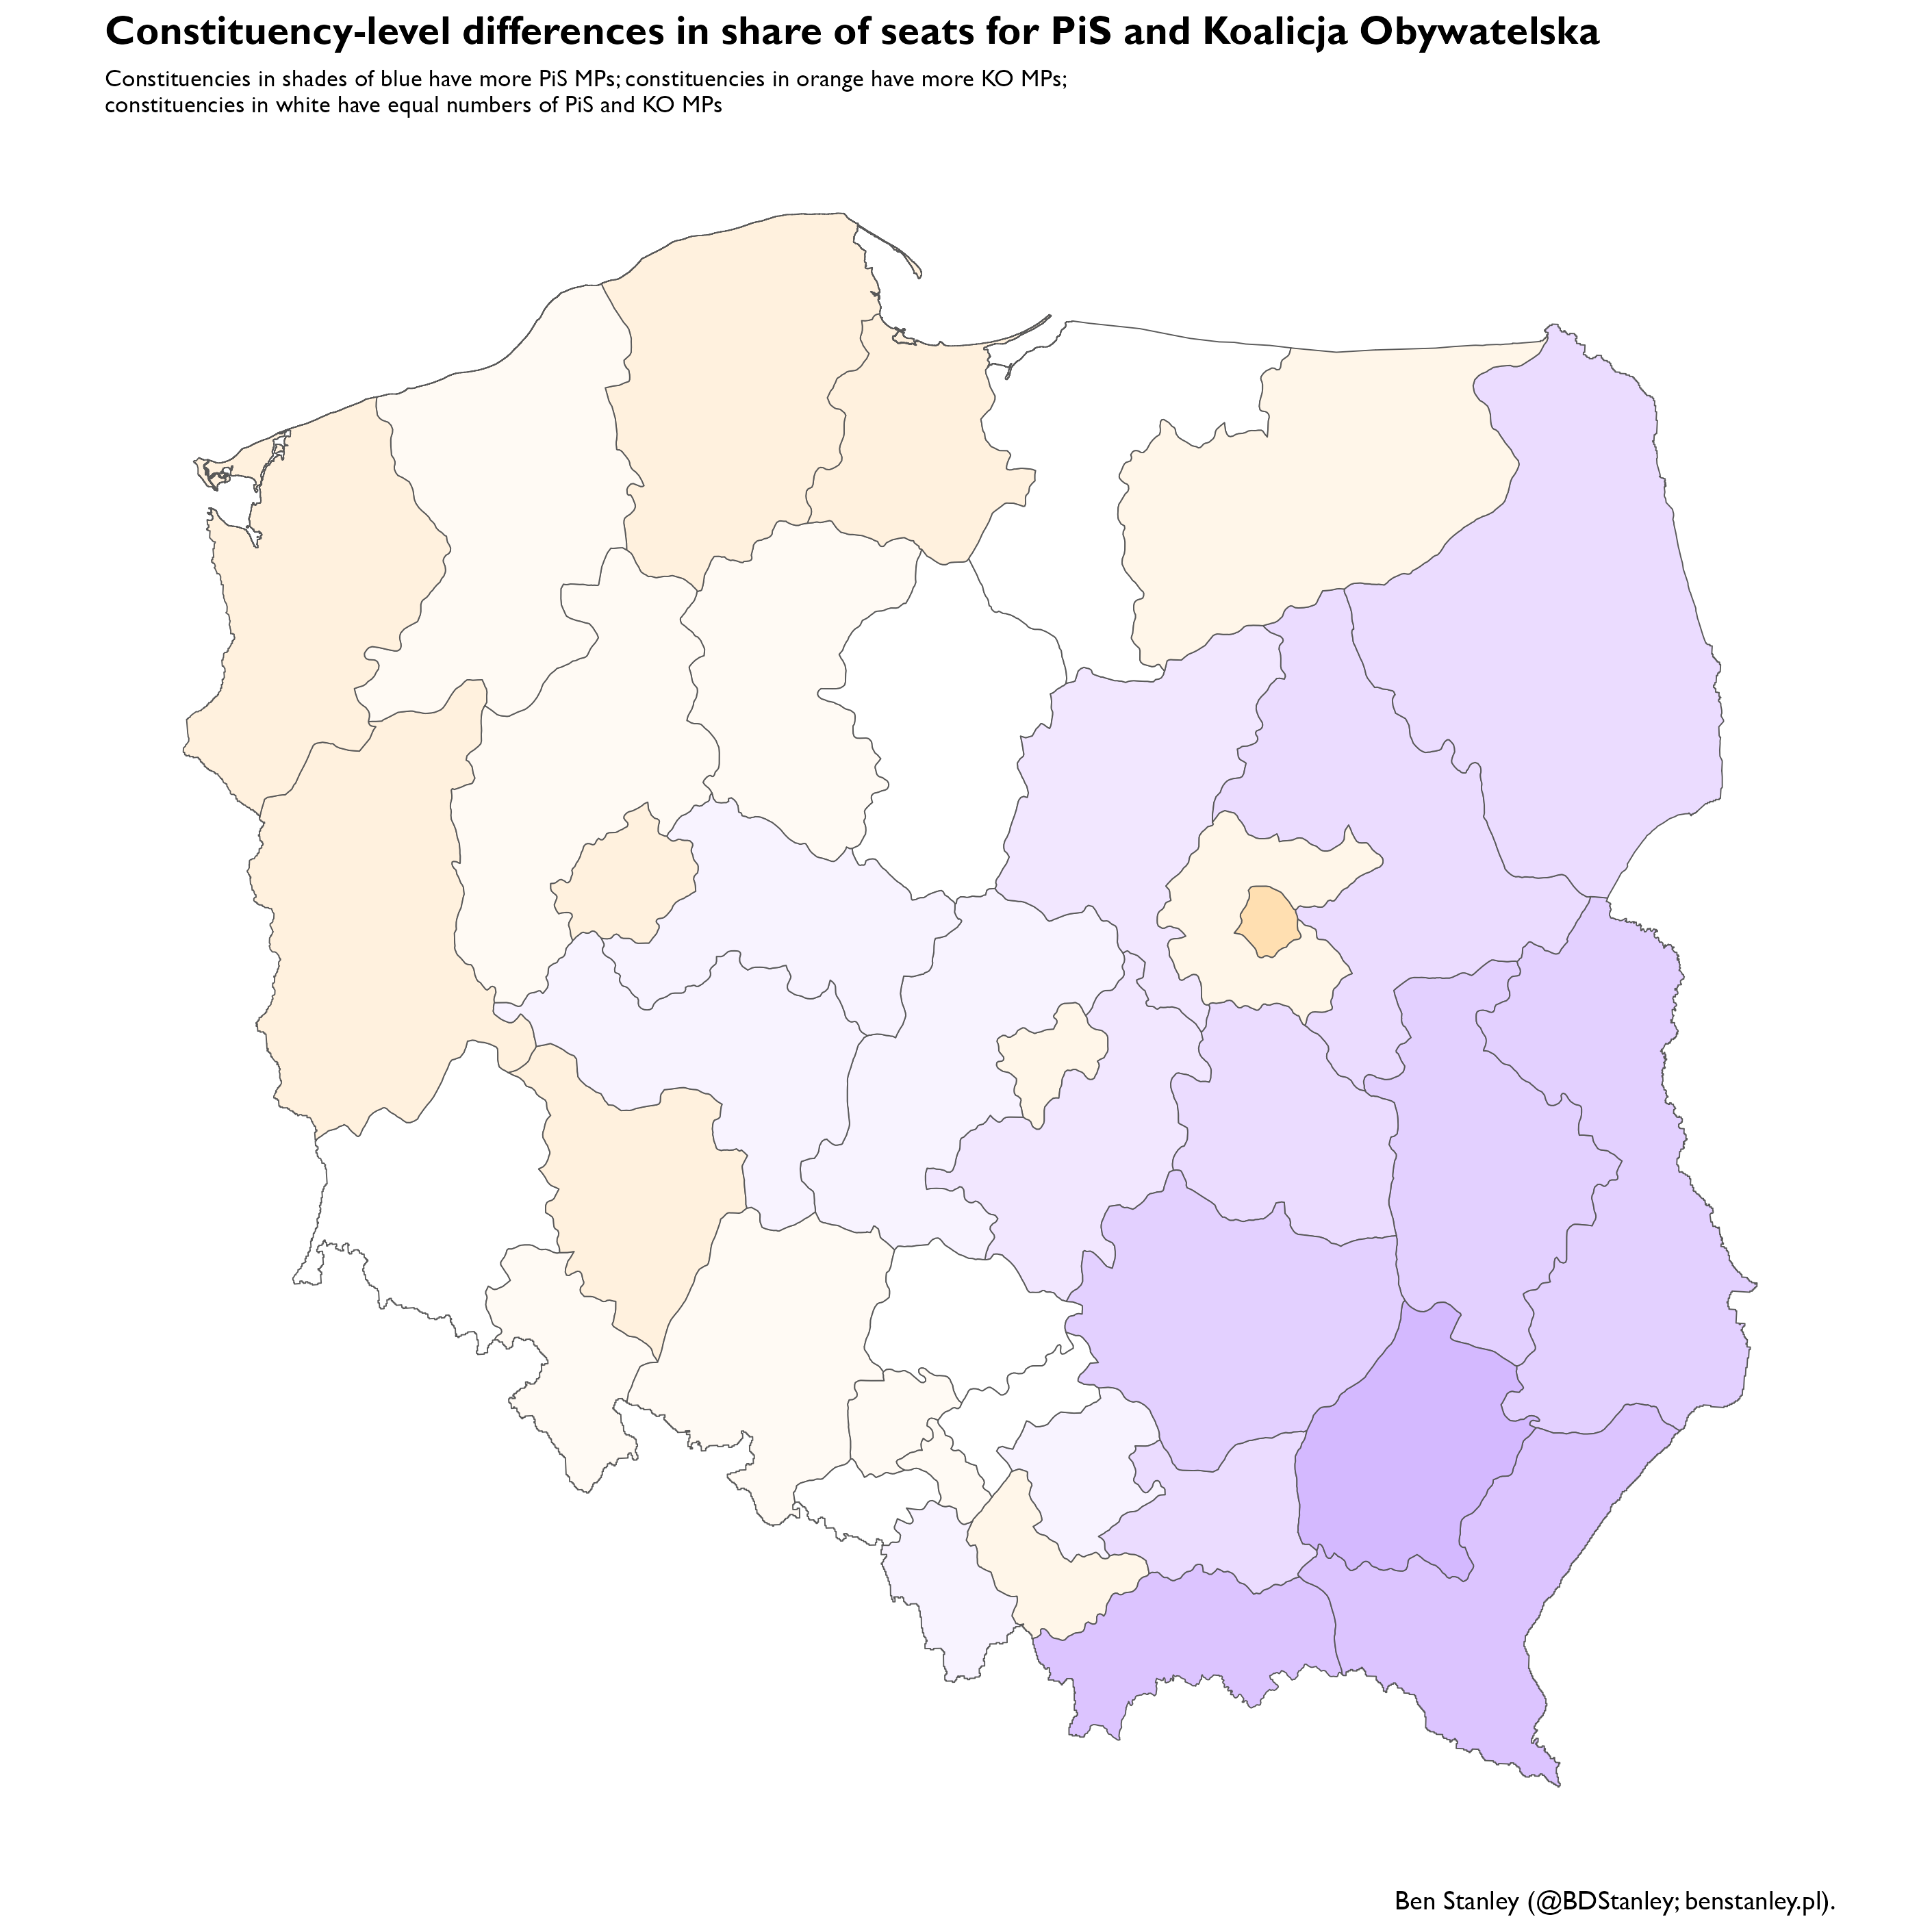 Constituency-level differences in share of seats for PiS and Koalicja Obywatelska
Constituencies in shades of blue have more PiS MPs; constituencies in orange have more KO MPs;
constituencies in white have equal numbers of PiS and KO MPs
Ben Stanley (@BDStanley; benstanley.pl).